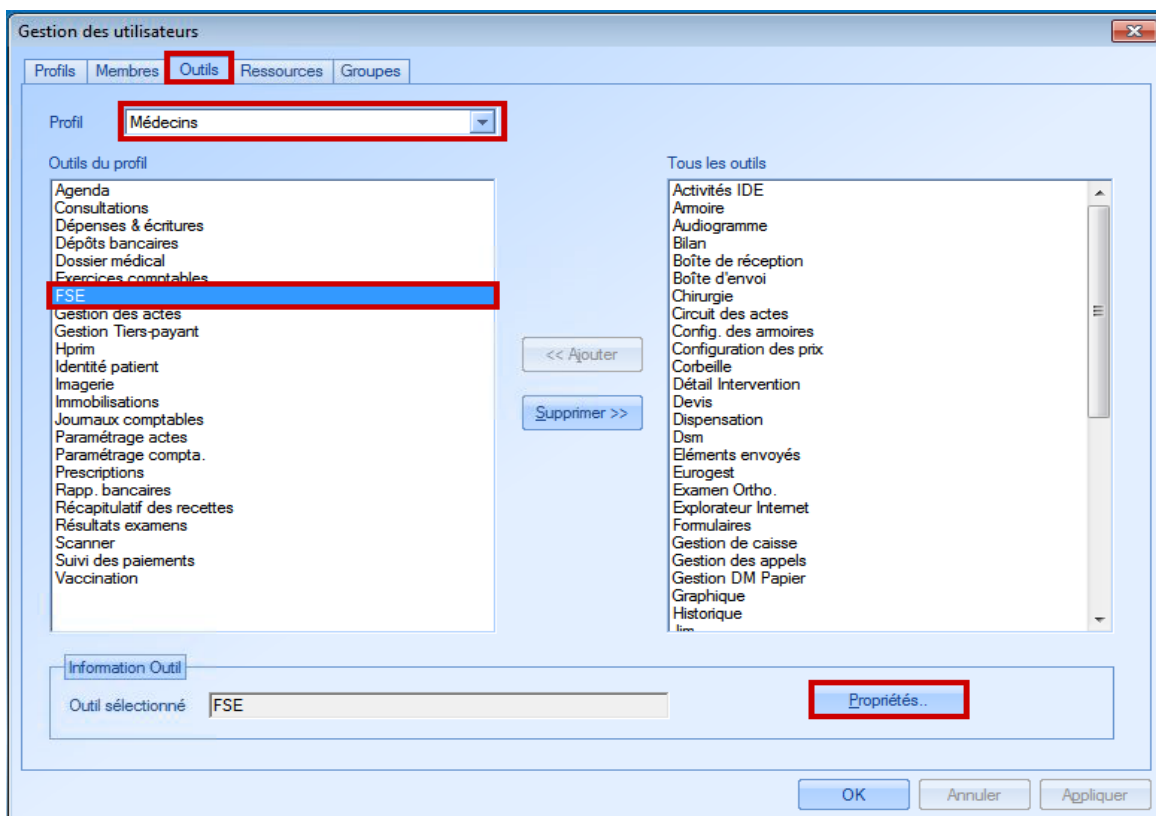 Gestion des utilisateurs
Profils Membres Outils Ressources Groupes
Profil Médecins
Outils du profil
Agenda
Consultations
Dépenses & écritures
Dépôts bancaires
Dossier médical
Exercices comptables
FSE
Gestion des actes
Gestion Tiers-payant
Hprim
Identité patient
Imagerie
Immobilisations
Journaux comptables
Paramétrage actes
Paramétrage compta.
Prescriptions
Rapp. bancaires
Récapitulatif des recettes
Résultats examens
Scanner
Suivi des paiements
Vaccination
<< Ajouter
Supprimer >>
Tous les outils
Activités IDE
Armoire
Audiogramme
Bilan
Boîte de réception
Boîte d'envoi
Chirurgie
Circuit des actes
Config. des armoires
Configuration des prix
Corbeille
Détail Intervention
Devis
Dispensation
Dsm
Eléments envoyés
Eurogest
Examen Ortho.
Explorateur Internet
Formulaires
Gestion de caisse
Gestion des appels
Gestion DM Papier
Graphique
Historique
Information Outil
Outil sélectionné FSE
Propriétés..
OK Annuler Appliquer